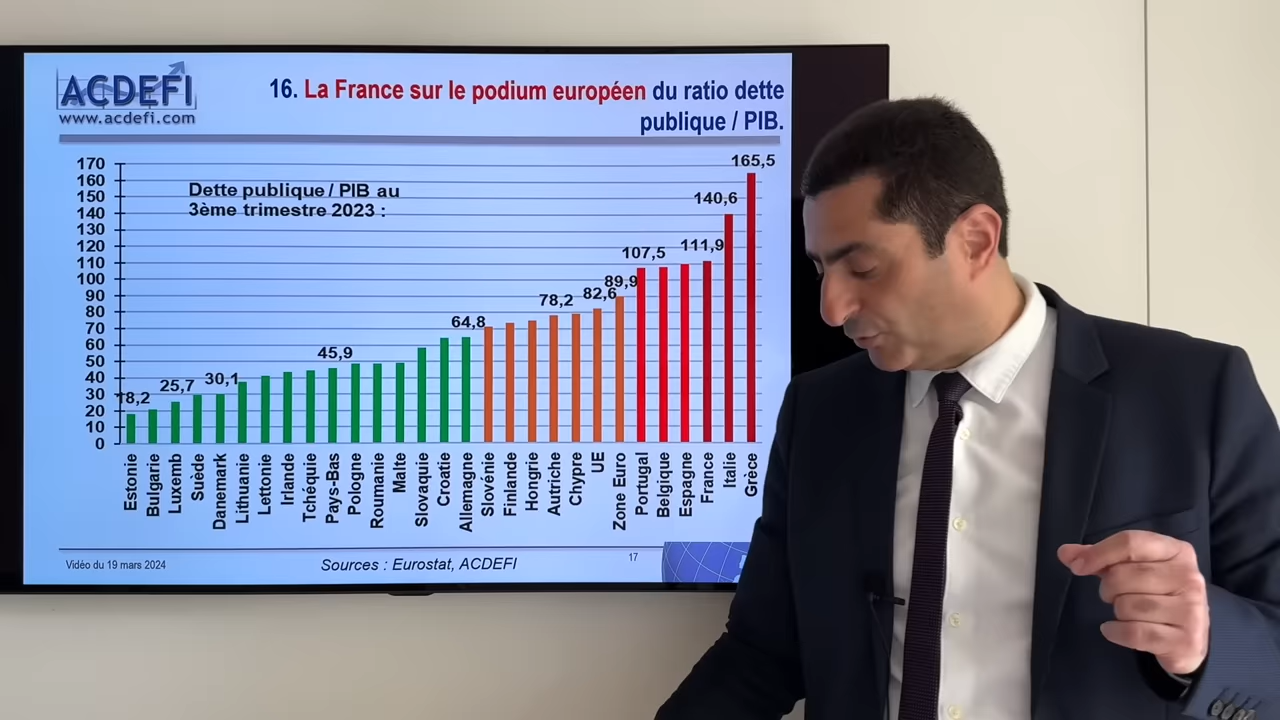 ACDEFI
www.acdefi.com
16. La France sur le podium européen du ratio dette
publique / PIB.
Dette publique / PIB au
3ème trimestre 2023 :
170
160
150
140
130
120
110
100
90
80
70
60
50
40
30
20
10
0
18,2
25,7
30,1
45,9
64,8
78,2
82,6
89,9
107,5
111,9
140,6
165,5
Estonie
Bulgarie
Luxemb
Suède
Danemark
Lithuanie
Lettonie
Irlande
Tchéquie
Pays-Bas
Pologne
Roumanie
Malte
Slovaquie
Croatie
Allemagne
Slovénie
Finlande
Hongrie
Autriche
Chypre
UE
Zone Euro
Portugal
Belgique
Espagne
France
Italie
Grèce
Vidéo du 19 mars 2024
Sources : Eurostat, ACDEFI
17